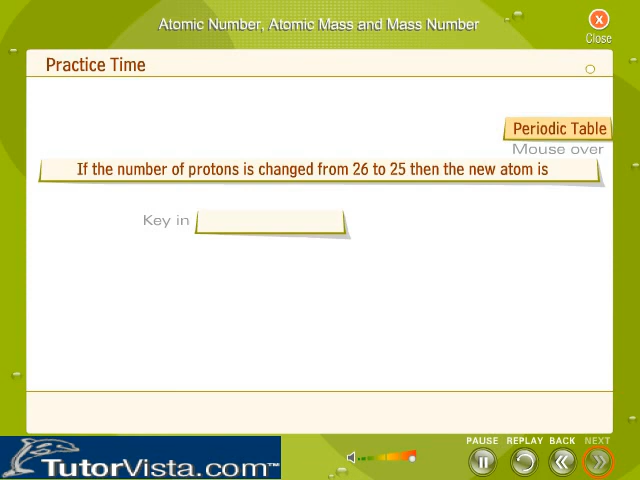 Atomic Number, Atomic Mass and Mass Number
X
Close
Practice Time
Periodic Table
Mouse over
If the number of protons is changed from 26 to 25 then the new atom is
Key in
PAUSE REPLAY BACK NEXT
TutorVista.com™